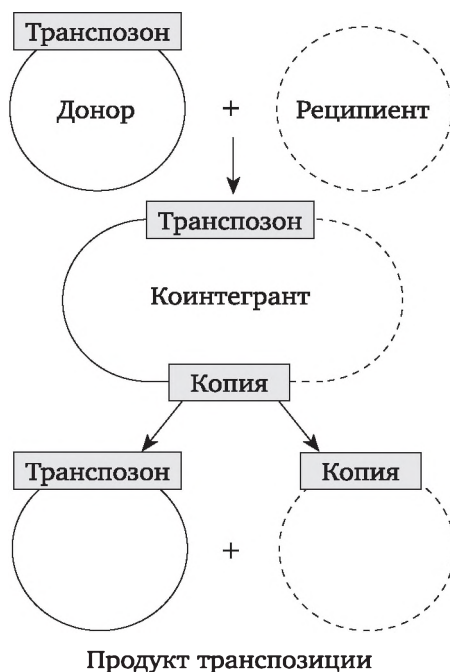 Транспозон
Донор + Реципиент
Транспозон
Коинтегрант
Копия
Транспозон Копия
+
Продукт транспозиции